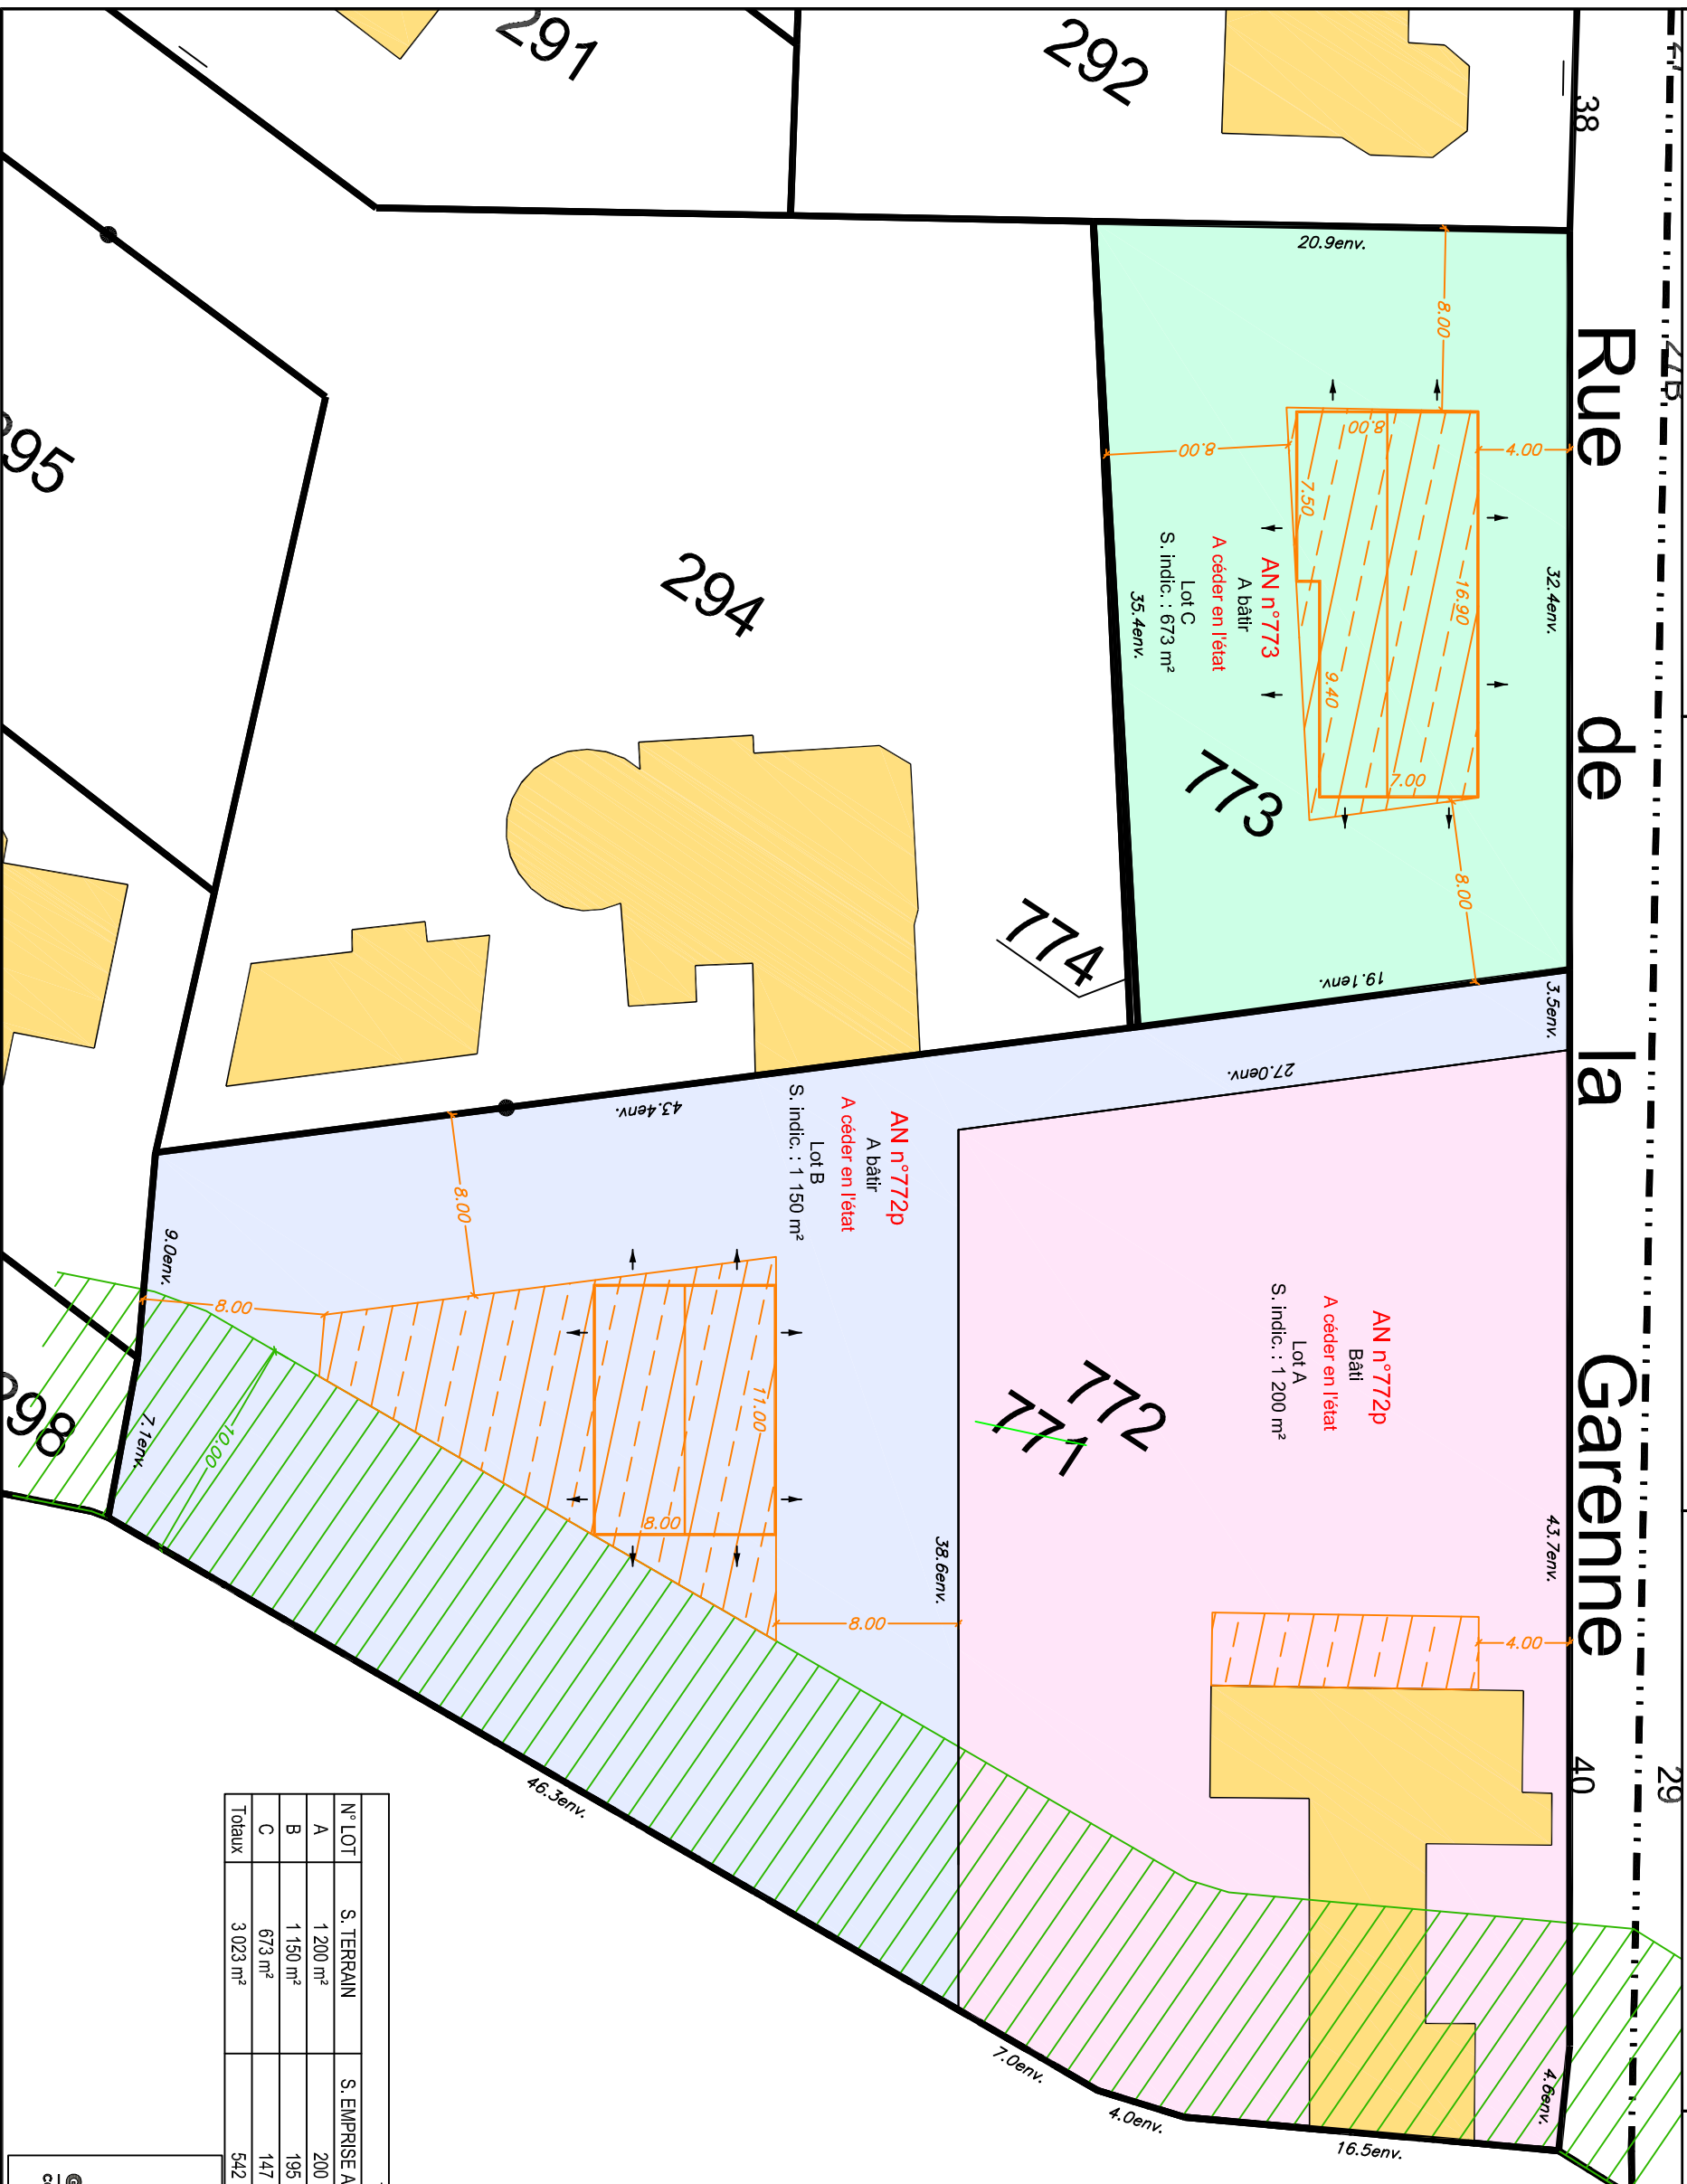 Rue de la Garenne
38
27B
29
40
291
292
294
298
773
774
772
771
20.9env.
8.00
4.00
8.00
8.00
7.50
16.90
9.40
7.00
8.00
32.4env.
35.4env.
19.1env.
AN n°773
A bâtir
A céder en l'état
Lot C
S. indic. : 673 m²
3.5env.
27.0env.
43.4env.
AN n°772p
A bâtir
A céder en l'état
Lot B
S. indic. : 1 150 m²
8.00
9.0env.
8.00
7.1env.
10.00
11.00
8.00
8.00
38.6env.
46.3env.
AN n°772p
Bâti
A céder en l'état
Lot A
S. indic. : 1 200 m²
43.7env.
4.00
4.6env.
16.5env.
4.0env.
7.0env.
N° LOT S. TERRAIN S. EMPRISE A
A 1 200 m² 200
B 1 150 m² 195
C 673 m² 147
Totaux 3 023 m² 542